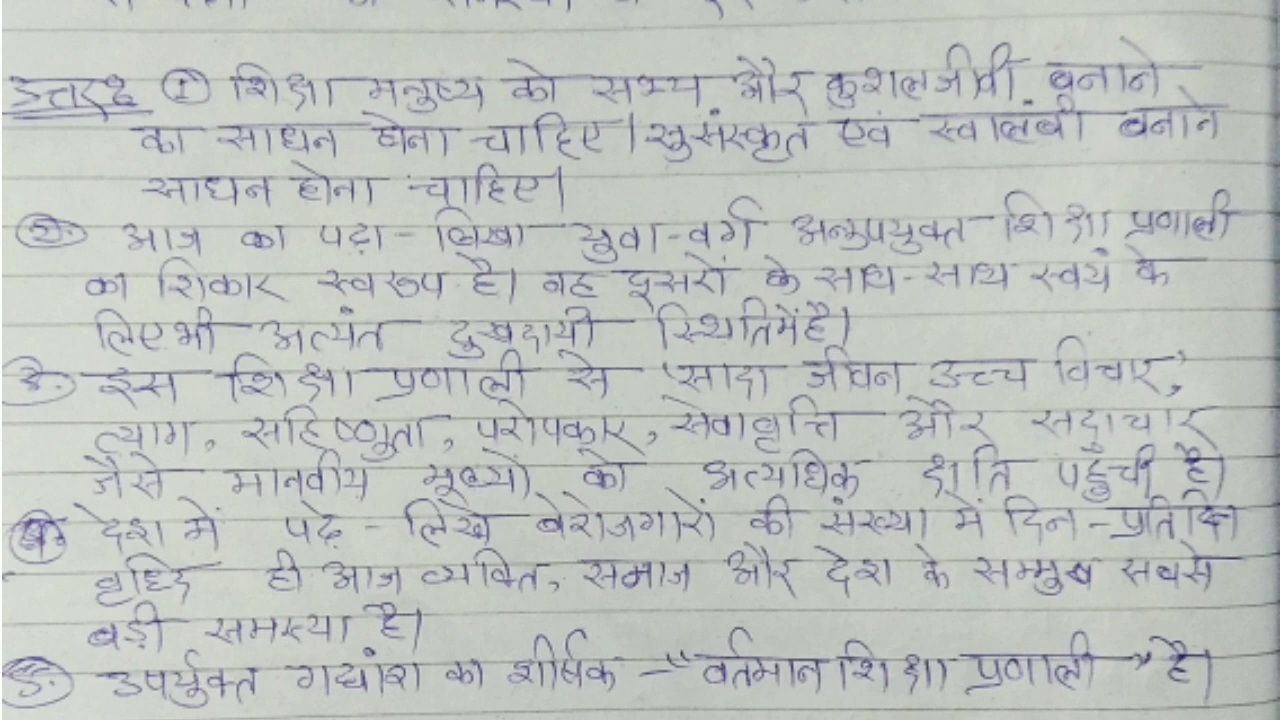 उत्तर ① शिक्षा मनुष्य को सभ्य और कुशलजीवी बनाने
का साधन होना चाहिए। सुसंस्कृत एवं स्वालंबी बनाने
साधन होना चाहिए।
② आज का पढ़ा - लिखा युवा-वर्ग अनुपयुक्त शिक्षा प्रणाली
का शिकार स्वरूप है। वह दूसरों के साथ-साथ स्वयं के
लिए भी अत्यंत दुखदायी स्थिति में है।
3. इस शिक्षा प्रणाली से 'सादा जीवन उच्च विचार,'
त्याग, सहिष्णुता, परोपकार, सेवावृत्ति और सदाचार
जैसे मानवीय मूल्यों को अत्यधिक क्षति पहुँची है।
④ देश में पढ़े - लिखे बेरोजगारों की संख्या में दिन-प्रतिदिन
वृद्धि ही आज व्यक्ति, समाज और देश के सम्मुख सबसे
बड़ी समस्या है।
⑤ उपर्युक्त गद्यांश का शीर्षक - "वर्तमान शिक्षा प्रणाली" है।